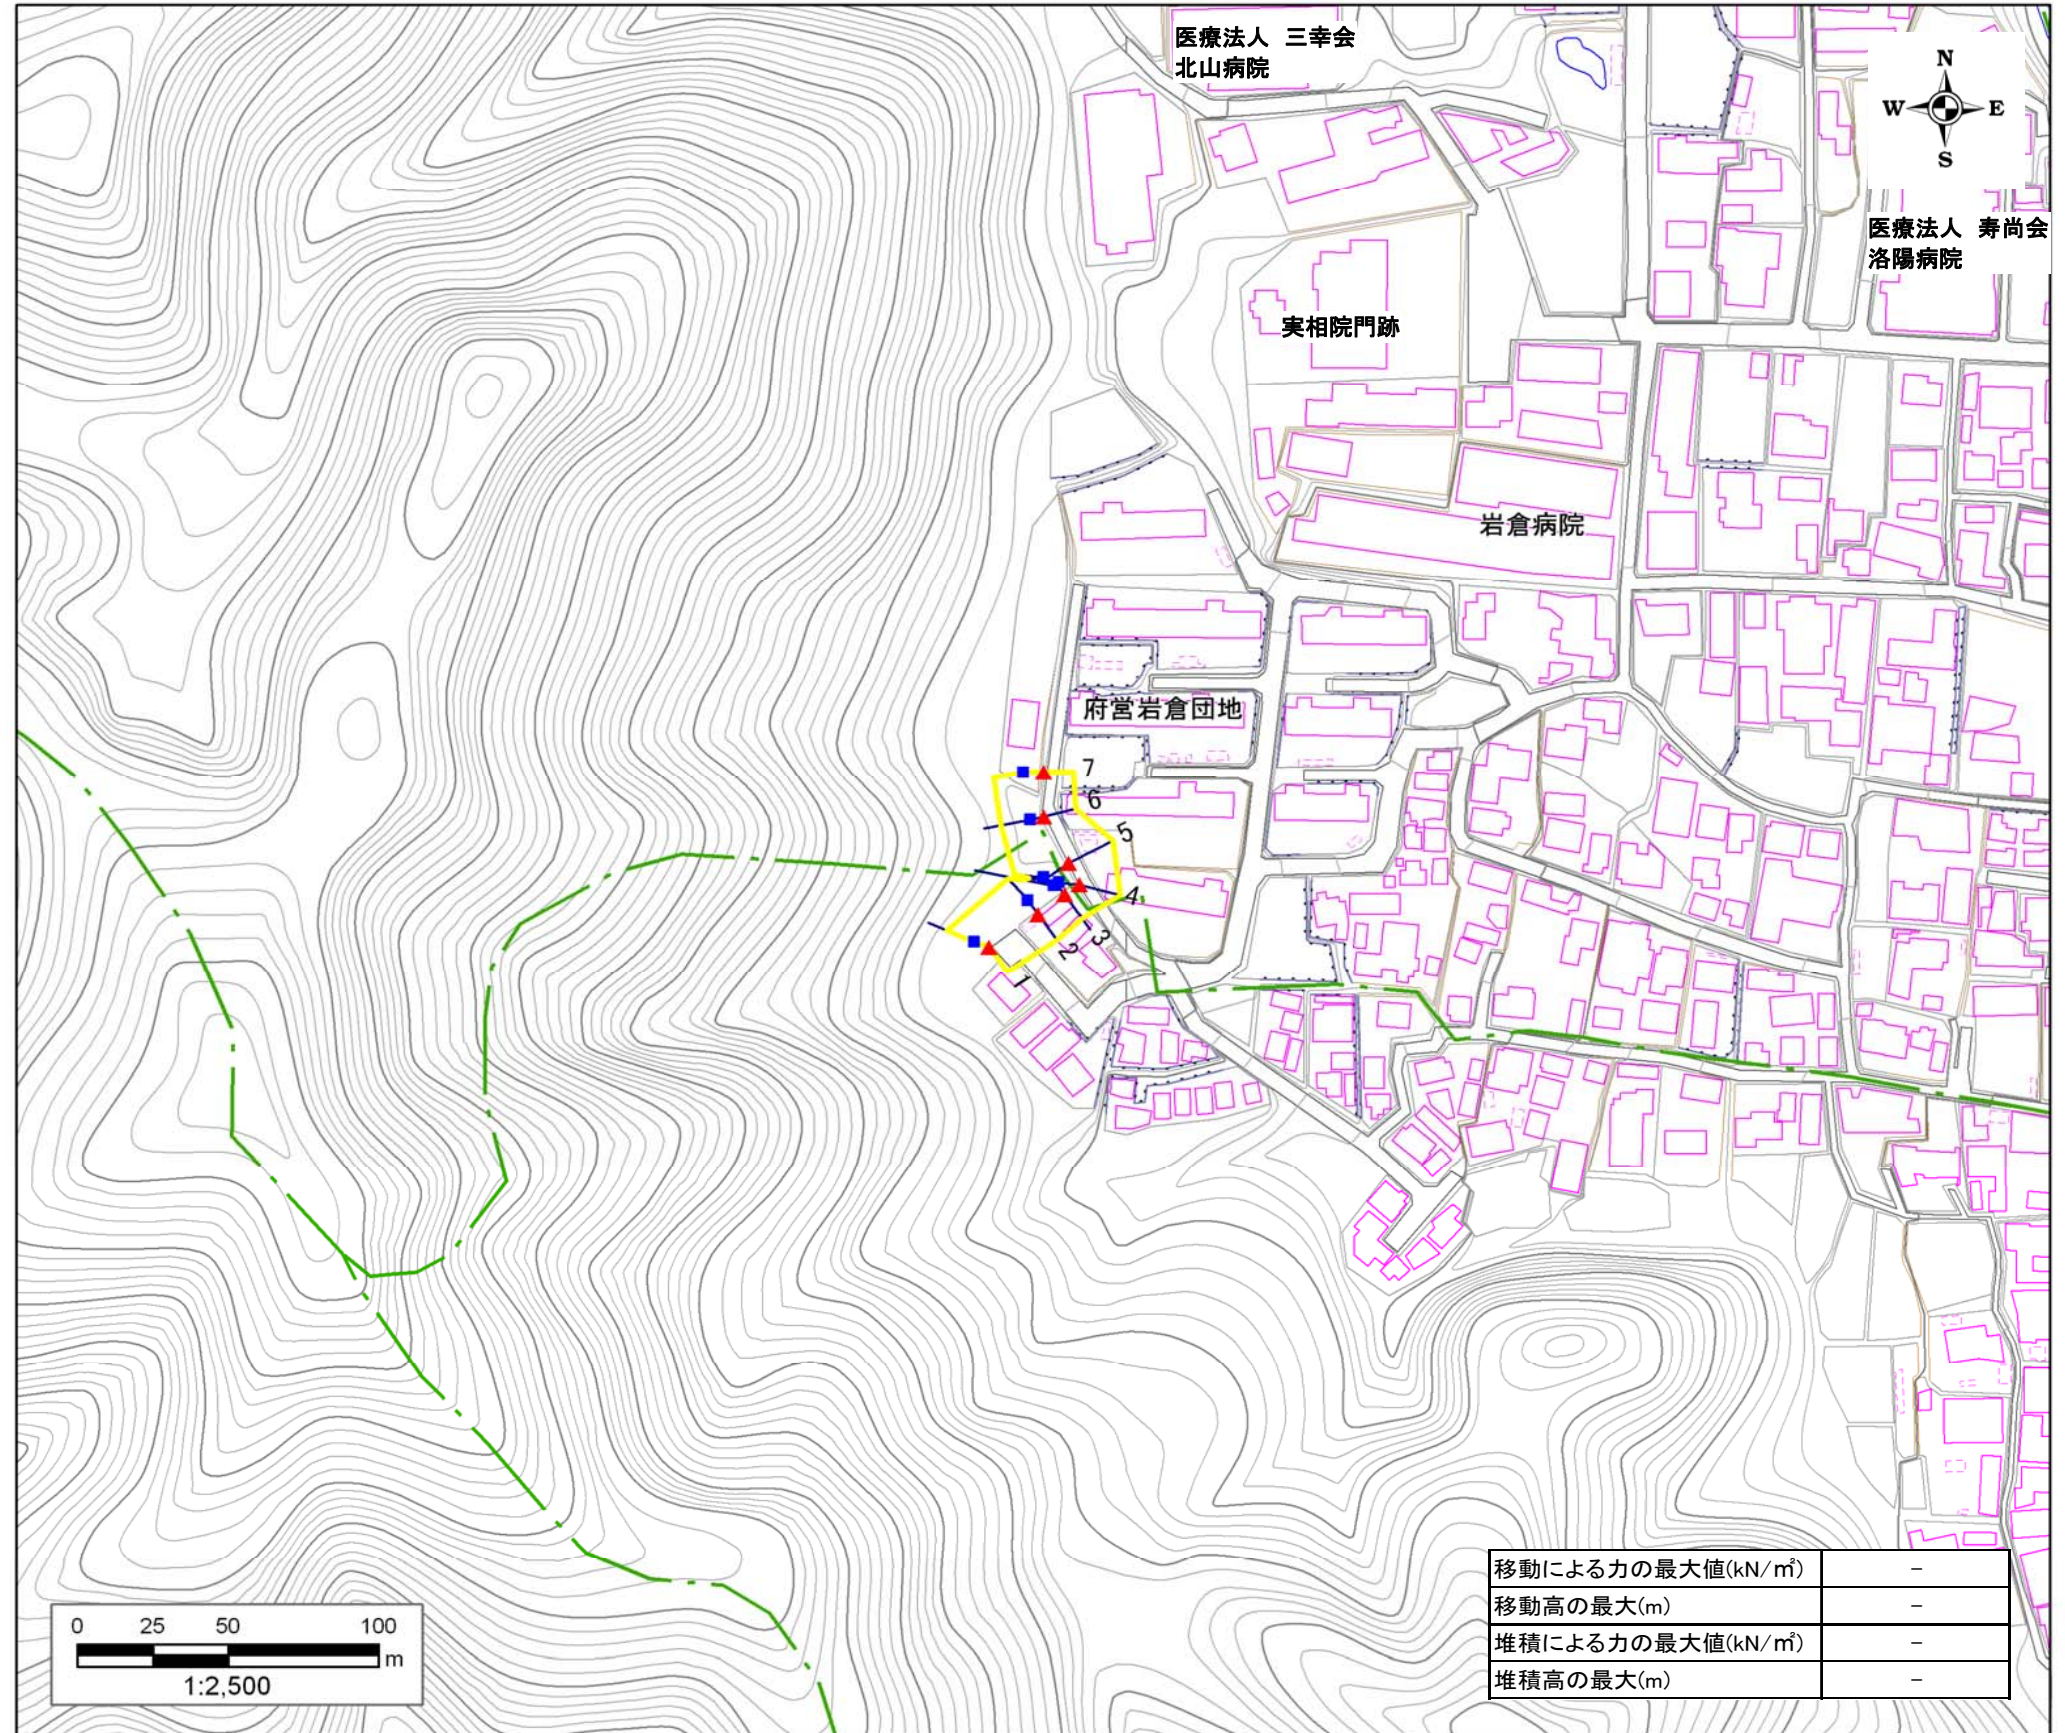 医療法人　三幸会
北山病院
N
W E
S
医療法人　寿尚会
洛陽病院
実相院門跡
岩倉病院
府営岩倉団地
7
6
5
4
3
2
1
移動による力の最大値(kN/㎡) －
移動高の最大(m) －
堆積による力の最大値(kN/㎡) －
堆積高の最大(m) －
0 25 50 100
m
1:2,500